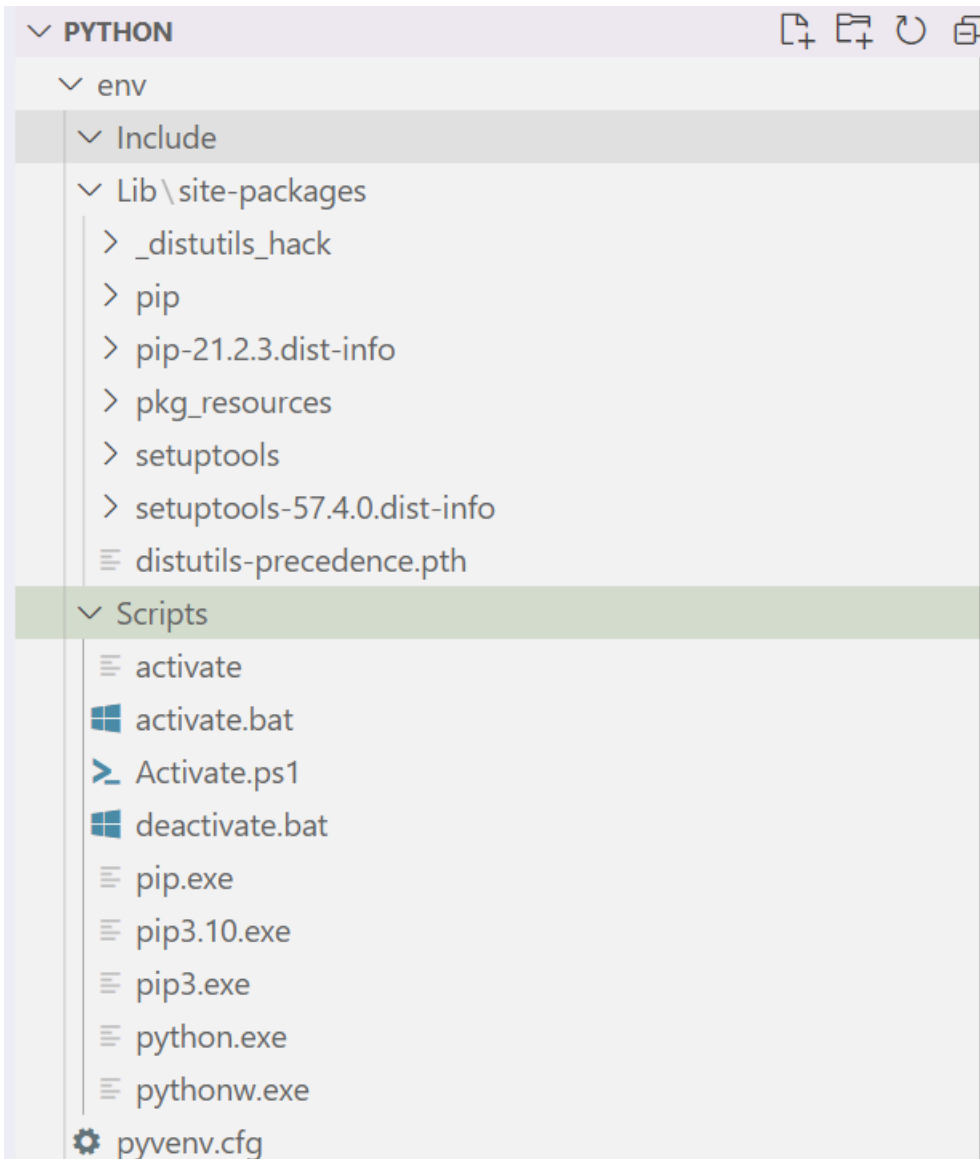 PYTHON
env
Include
Lib\site-packages
_distutils_hack
pip
pip-21.2.3.dist-info
pkg_resources
setuptools
setuptools-57.4.0.dist-info
distutils-precedence.pth
Scripts
activate
activate.bat
Activate.ps1
deactivate.bat
pip.exe
pip3.10.exe
pip3.exe
python.exe
pythonw.exe
pyvenv.cfg